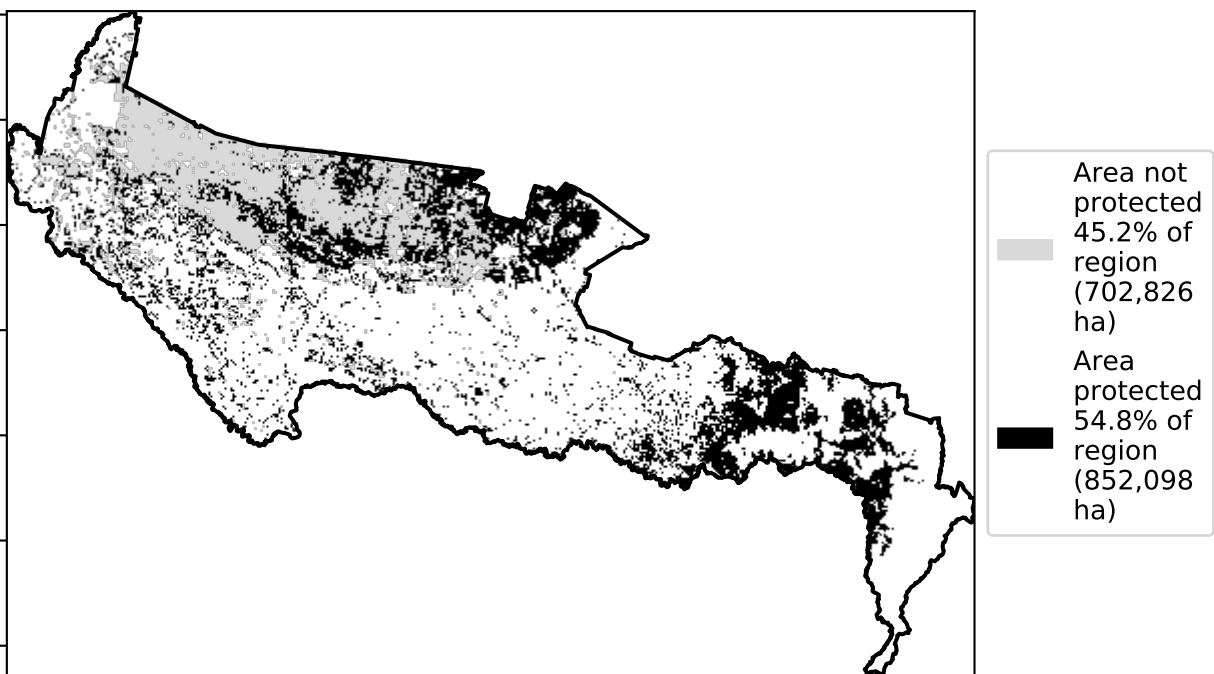 Area not
protected
45.2% of
region
(702,826
ha)
Area
protected
54.8% of
region
(852,098
ha)